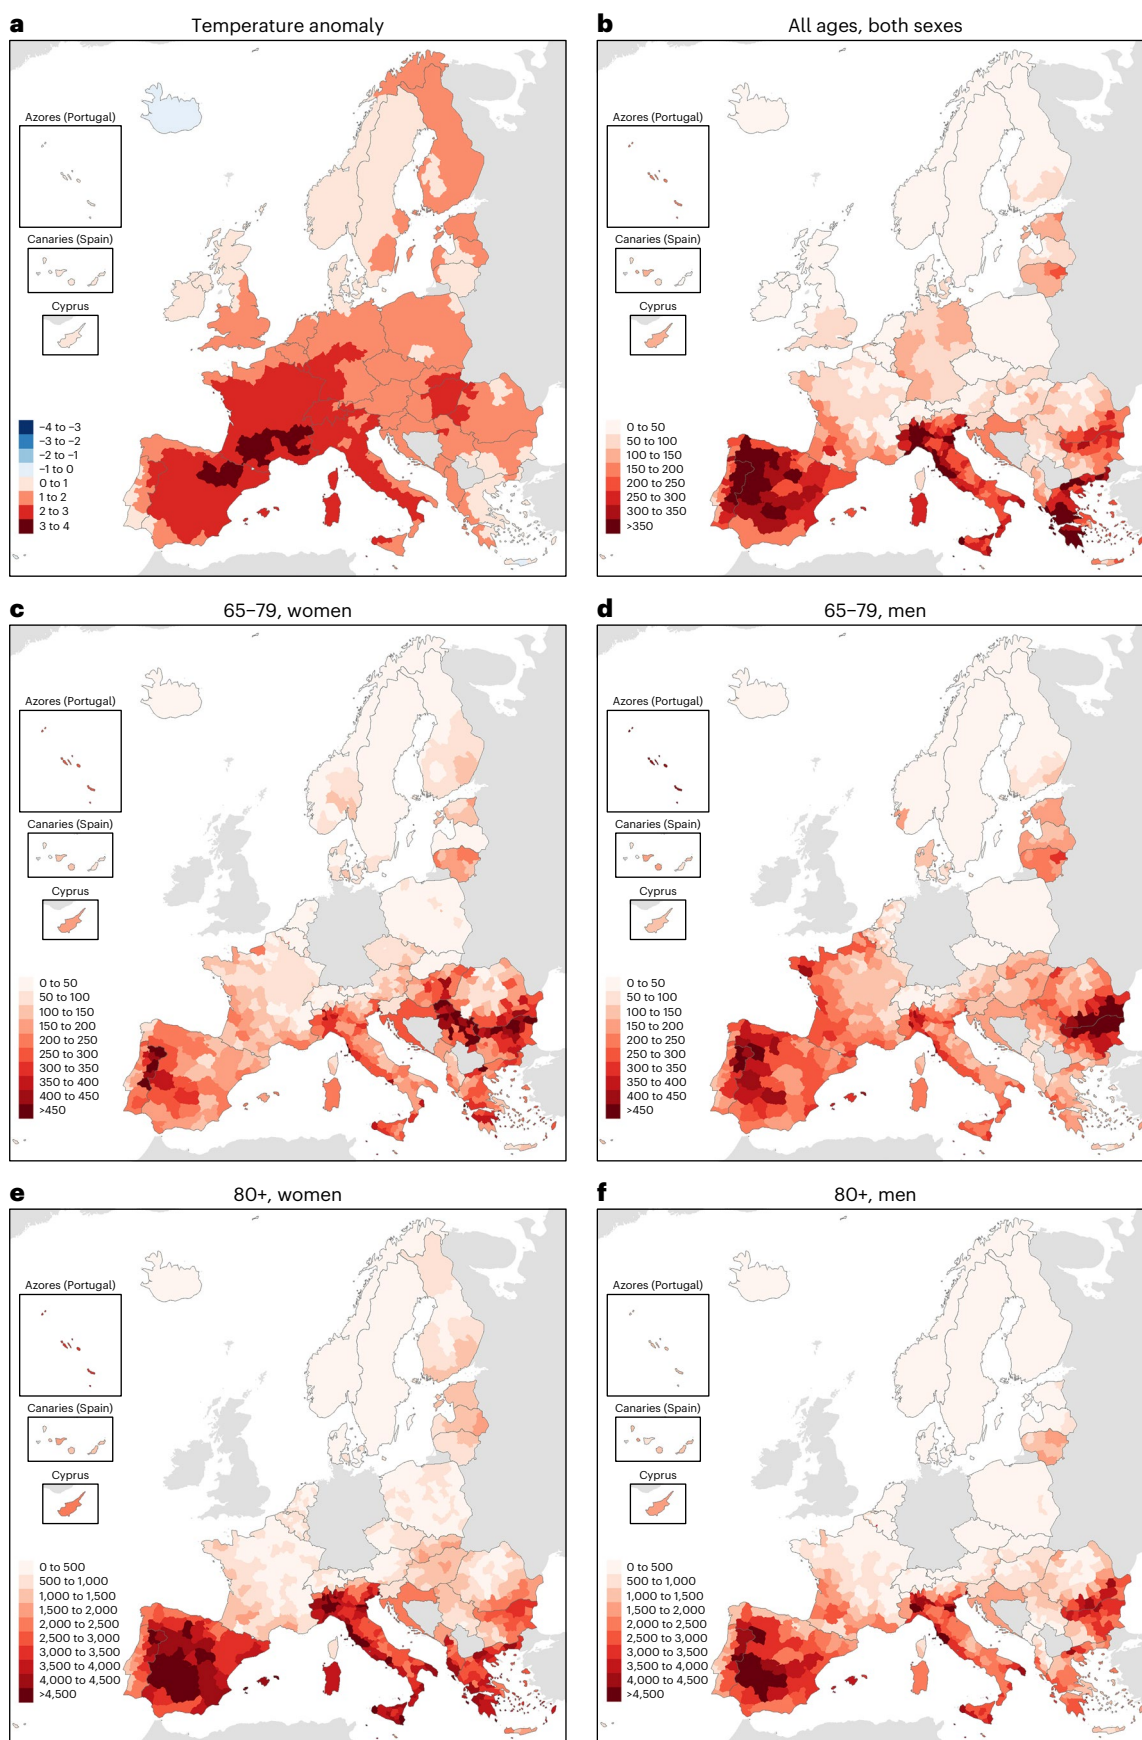 a
Temperature anomaly
Azores (Portugal)
Canaries (Spain)
Cyprus
−4 to −3
−3 to −2
−2 to −1
−1 to 0
0 to 1
1 to 2
2 to 3
3 to 4
b
All ages, both sexes
Azores (Portugal)
Canaries (Spain)
Cyprus
0 to 50
50 to 100
100 to 150
150 to 200
200 to 250
250 to 300
300 to 350
>350
c
65–79, women
Azores (Portugal)
Canaries (Spain)
Cyprus
0 to 50
50 to 100
100 to 150
150 to 200
200 to 250
250 to 300
300 to 350
350 to 400
400 to 450
>450
d
65–79, men
Azores (Portugal)
Canaries (Spain)
Cyprus
0 to 50
50 to 100
100 to 150
150 to 200
200 to 250
250 to 300
300 to 350
350 to 400
400 to 450
>450
e
80+, women
Azores (Portugal)
Canaries (Spain)
Cyprus
0 to 500
500 to 1,000
1,000 to 1,500
1,500 to 2,000
2,000 to 2,500
2,500 to 3,000
3,000 to 3,500
3,500 to 4,000
4,000 to 4,500
>4,500
f
80+, men
Azores (Portugal)
Canaries (Spain)
Cyprus
0 to 500
500 to 1,000
1,000 to 1,500
1,500 to 2,000
2,000 to 2,500
2,500 to 3,000
3,000 to 3,500
3,500 to 4,000
4,000 to 4,500
>4,500